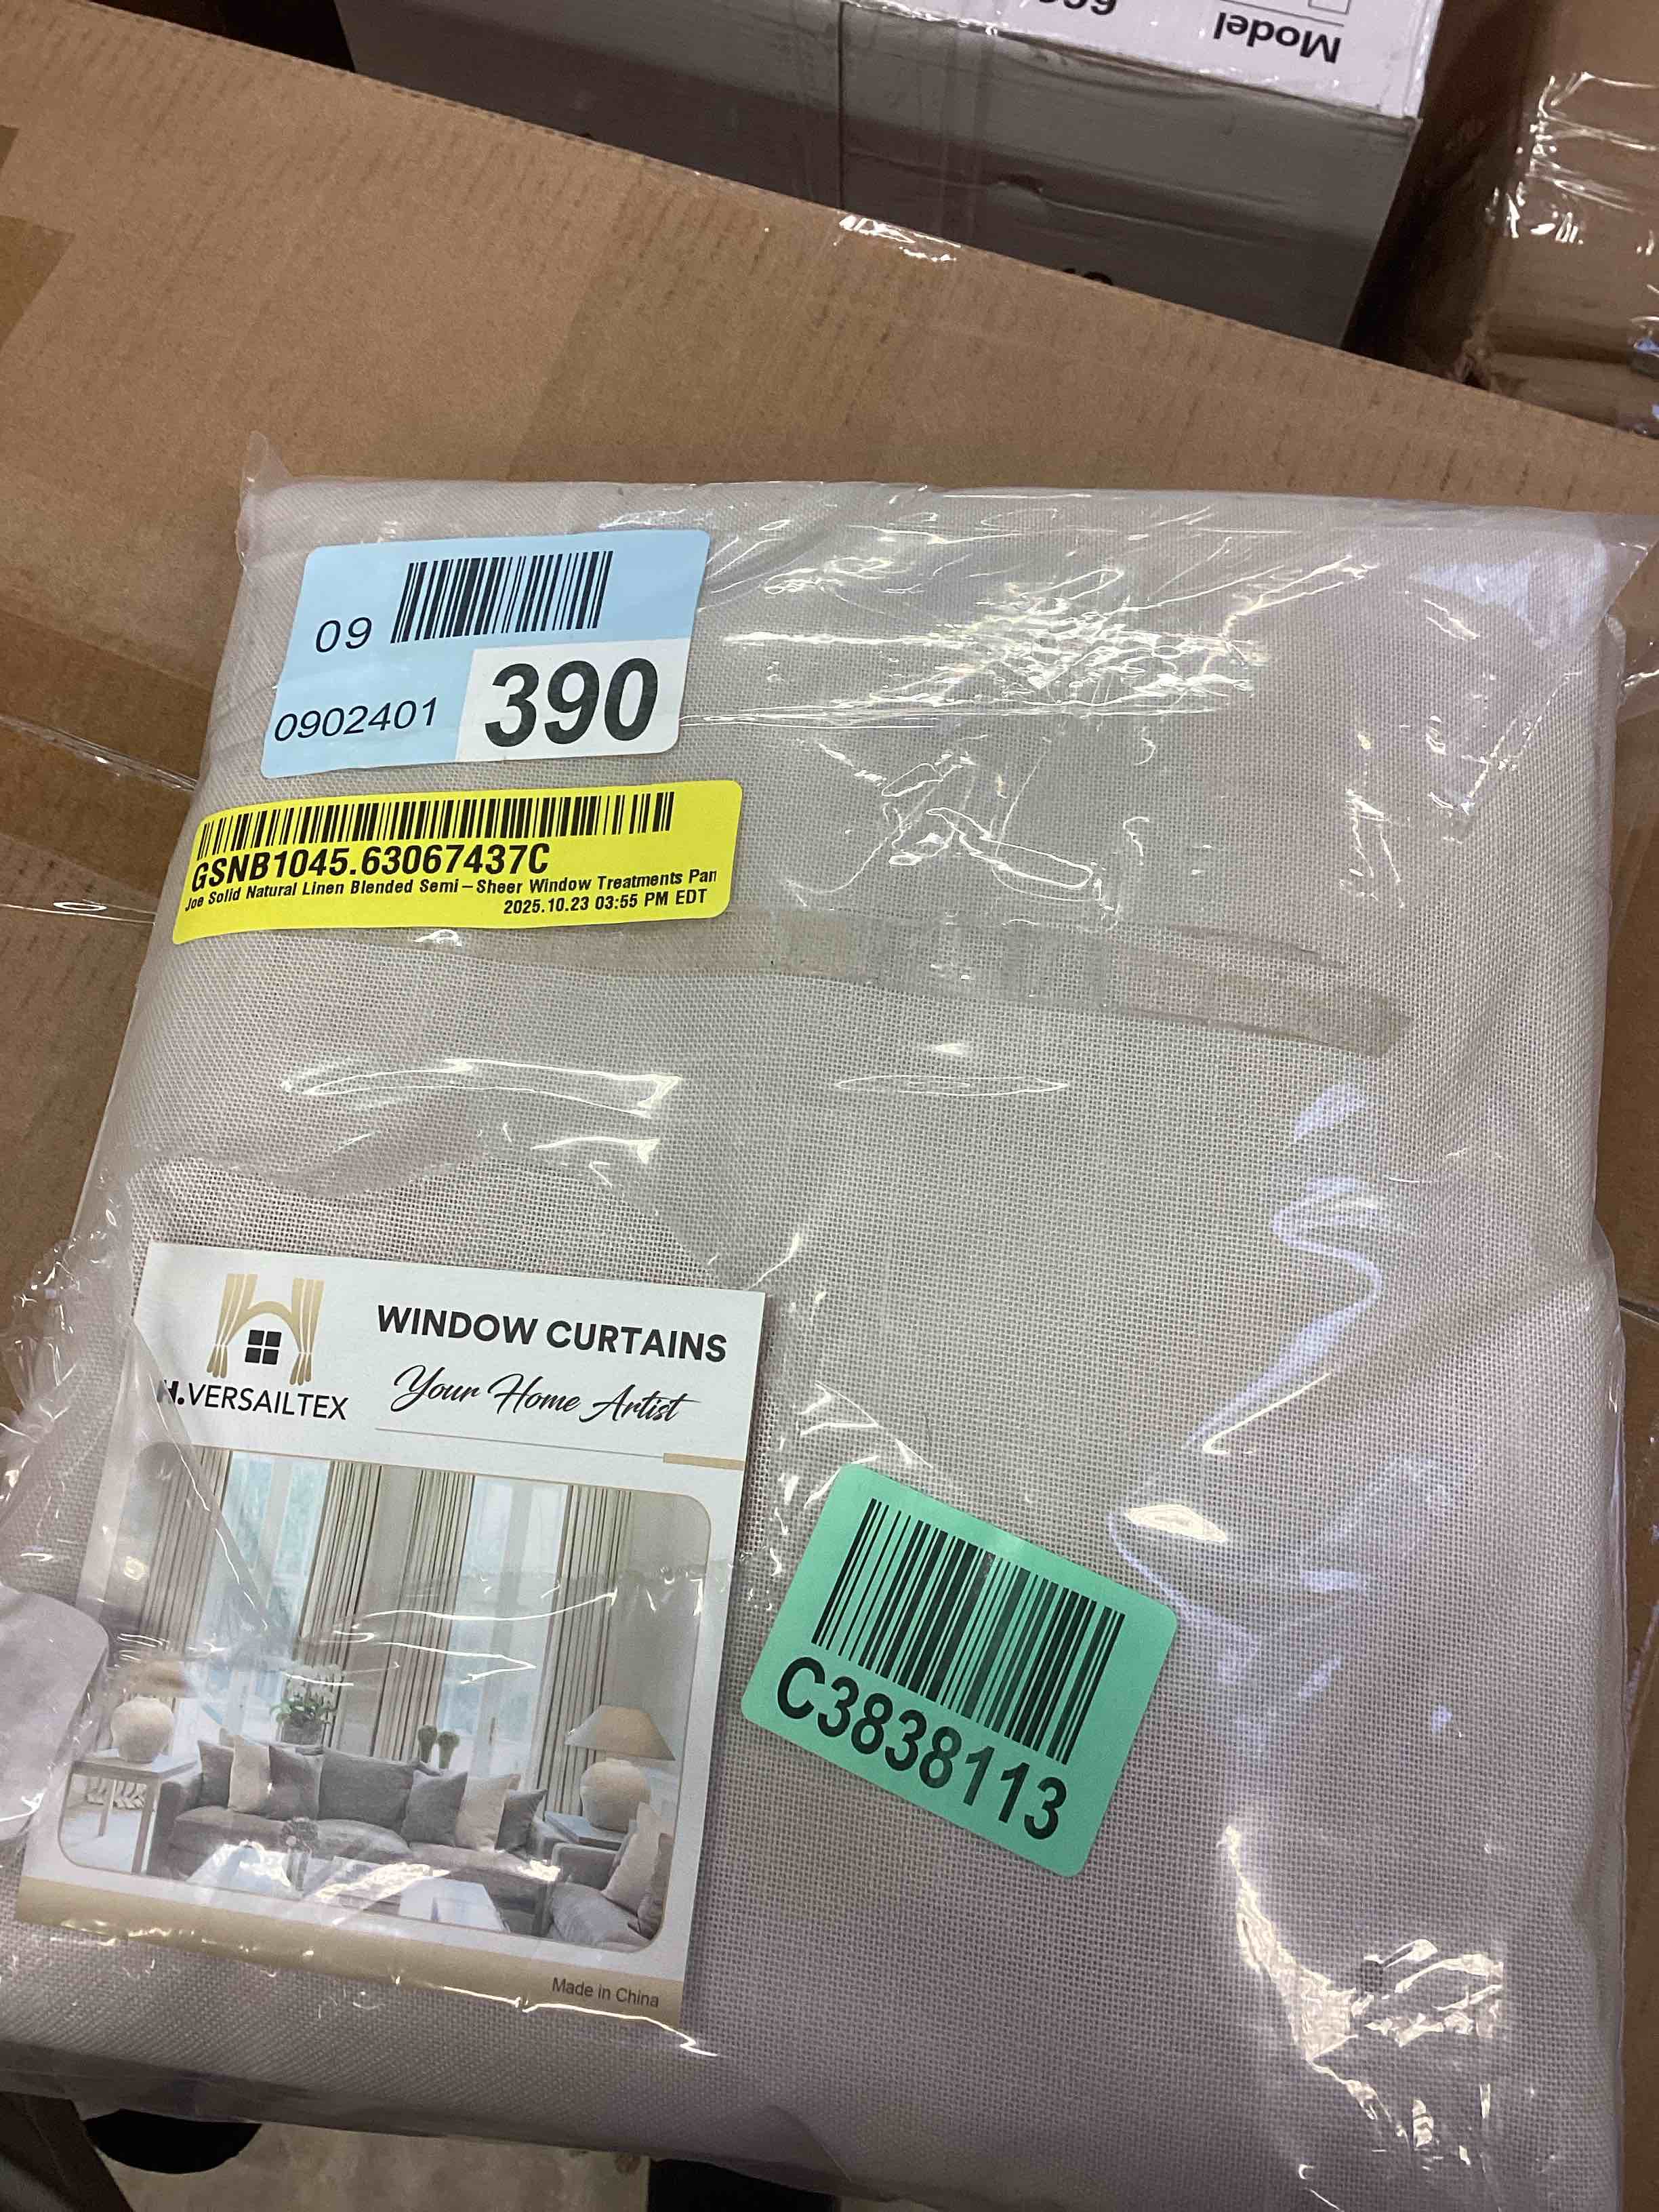 Model
09
0902401
390
GSNB1045.63067437C
Joe Solid Natural Linen Blended Semi-Sheer Window Treatments Pan
2025.10.23 03:55 PM EDT
H.VERSAILTEX
WINDOW CURTAINS
Your Home Artist
C3838113
Made in China